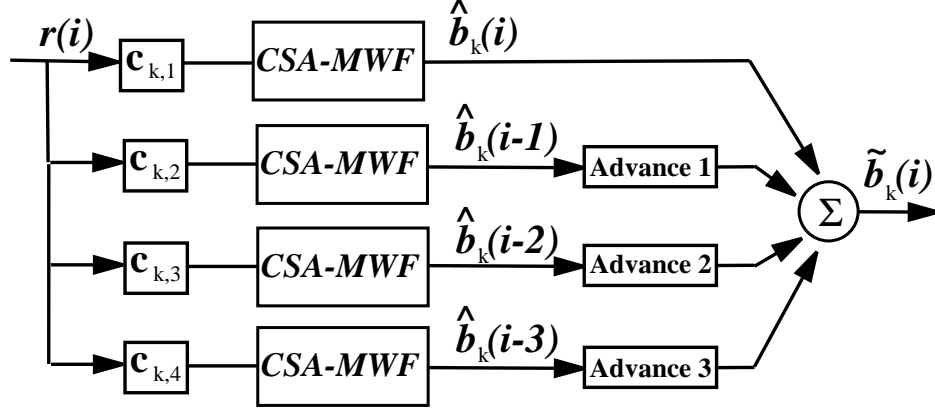 r(i) c k,1 CSA-MWF b̂ k (i)
c k,2 CSA-MWF b̂ k (i-1) Advance 1
Σ b̃ k (i)
c k,3 CSA-MWF b̂ k (i-2) Advance 2
c k,4 CSA-MWF b̂ k (i-3) Advance 3